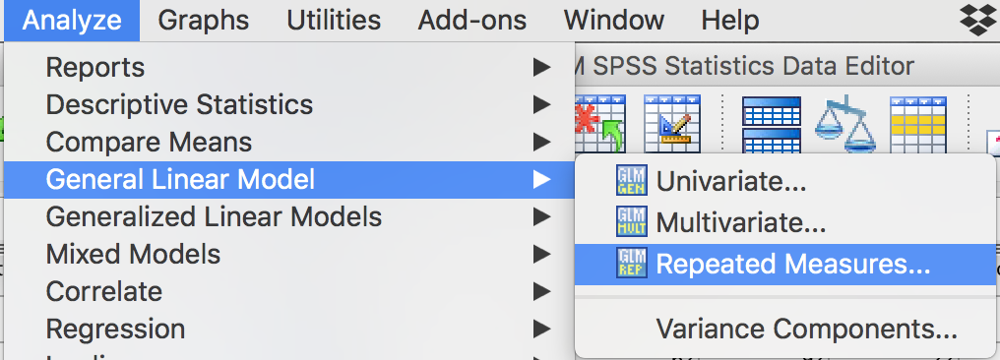 Analyze Graphs Utilities Add-ons Window Help
SPSS Statistics Data Editor
Reports
Descriptive Statistics
Compare Means
General Linear Model
Generalized Linear Models
Mixed Models
Correlate
Regression
GLM GEN Univariate...
GLM MULT Multivariate...
GLM REP Repeated Measures...
Variance Components...